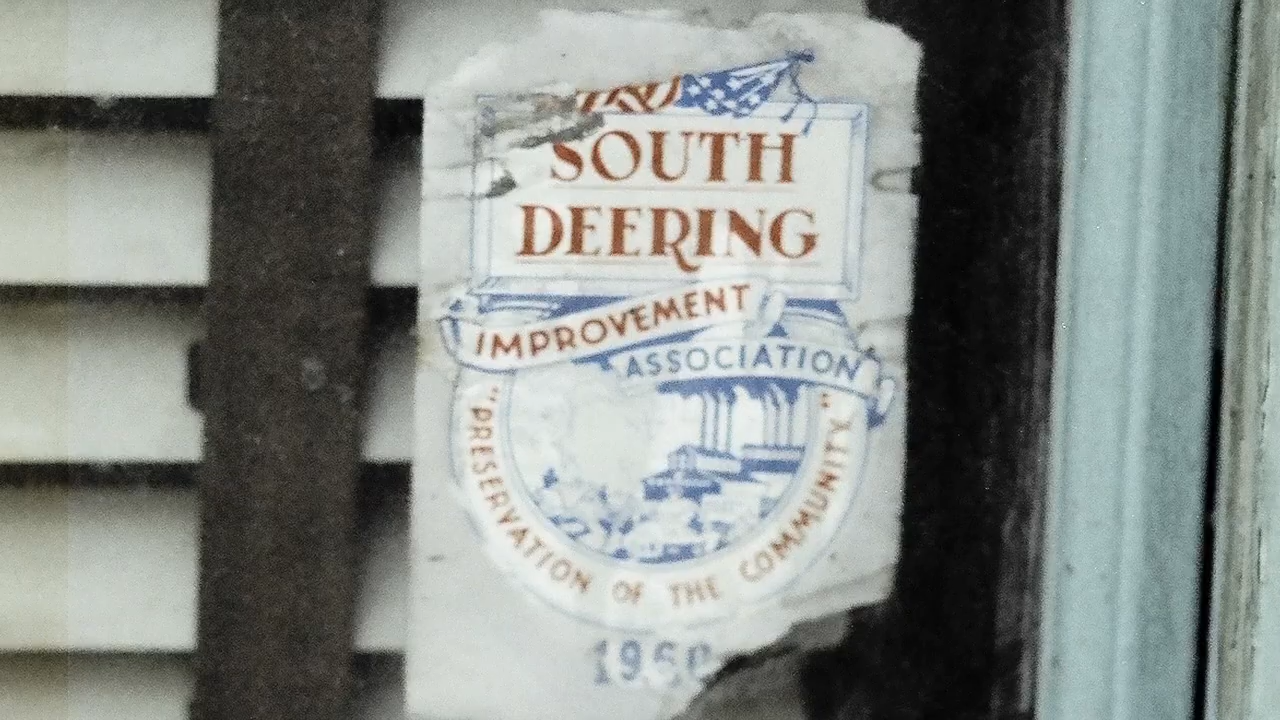 SOUTH
DEERING
IMPROVEMENT
ASSOCIATION
"PRESERVATION OF THE COMMUNITY"